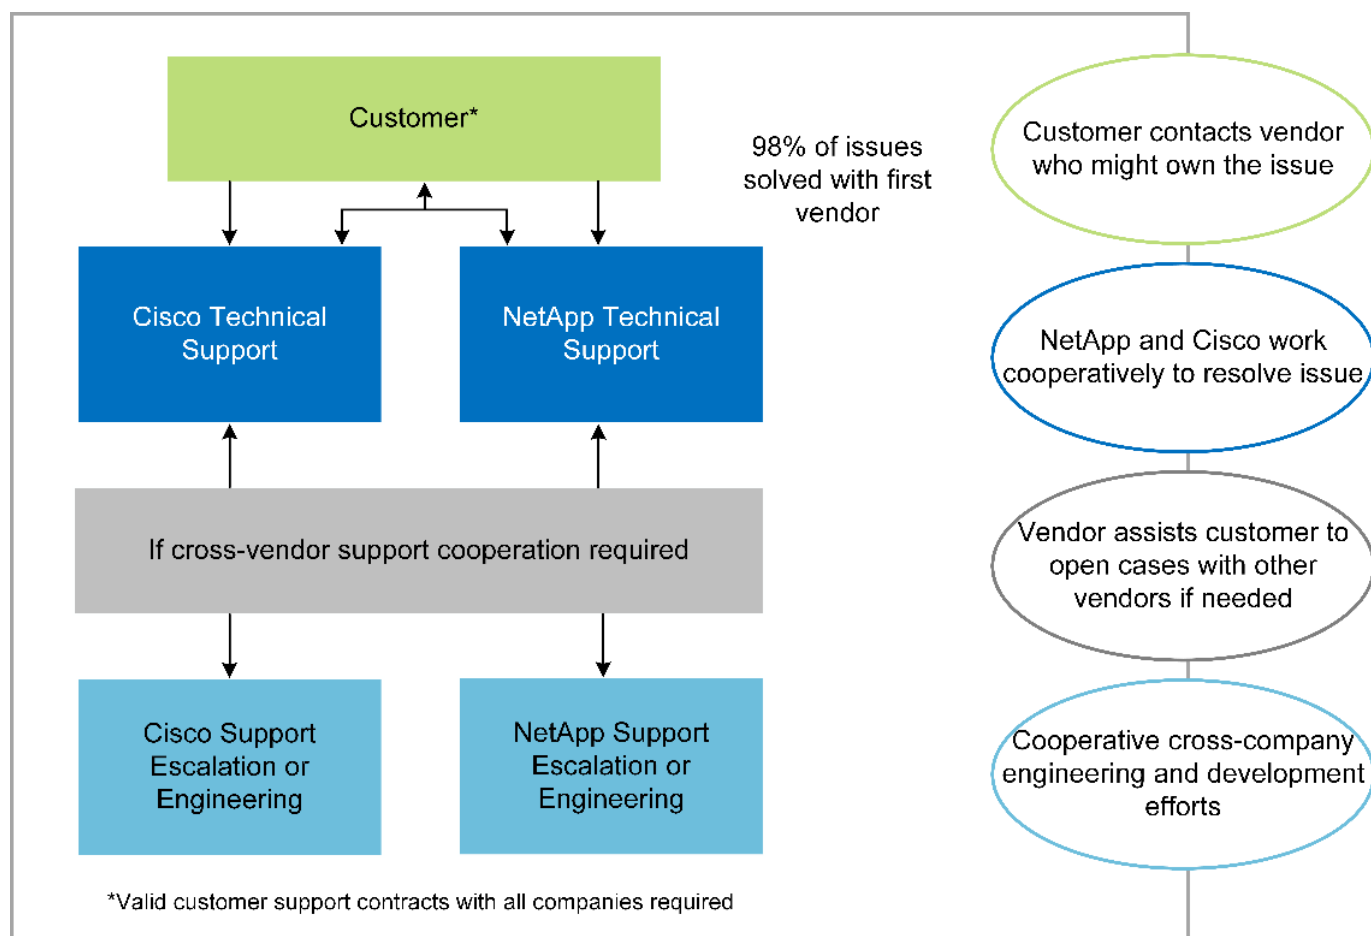 Customer*
98% of issues
solved with first
vendor
Cisco Technical
Support
NetApp Technical
Support
If cross-vendor support cooperation required
Cisco Support
Escalation or
Engineering
NetApp Support
Escalation or
Engineering
*Valid customer support contracts with all companies required
Customer contacts vendor
who might own the issue
NetApp and Cisco work
cooperatively to resolve issue
Vendor assists customer to
open cases with other
vendors if needed
Cooperative cross-company
engineering and development
efforts